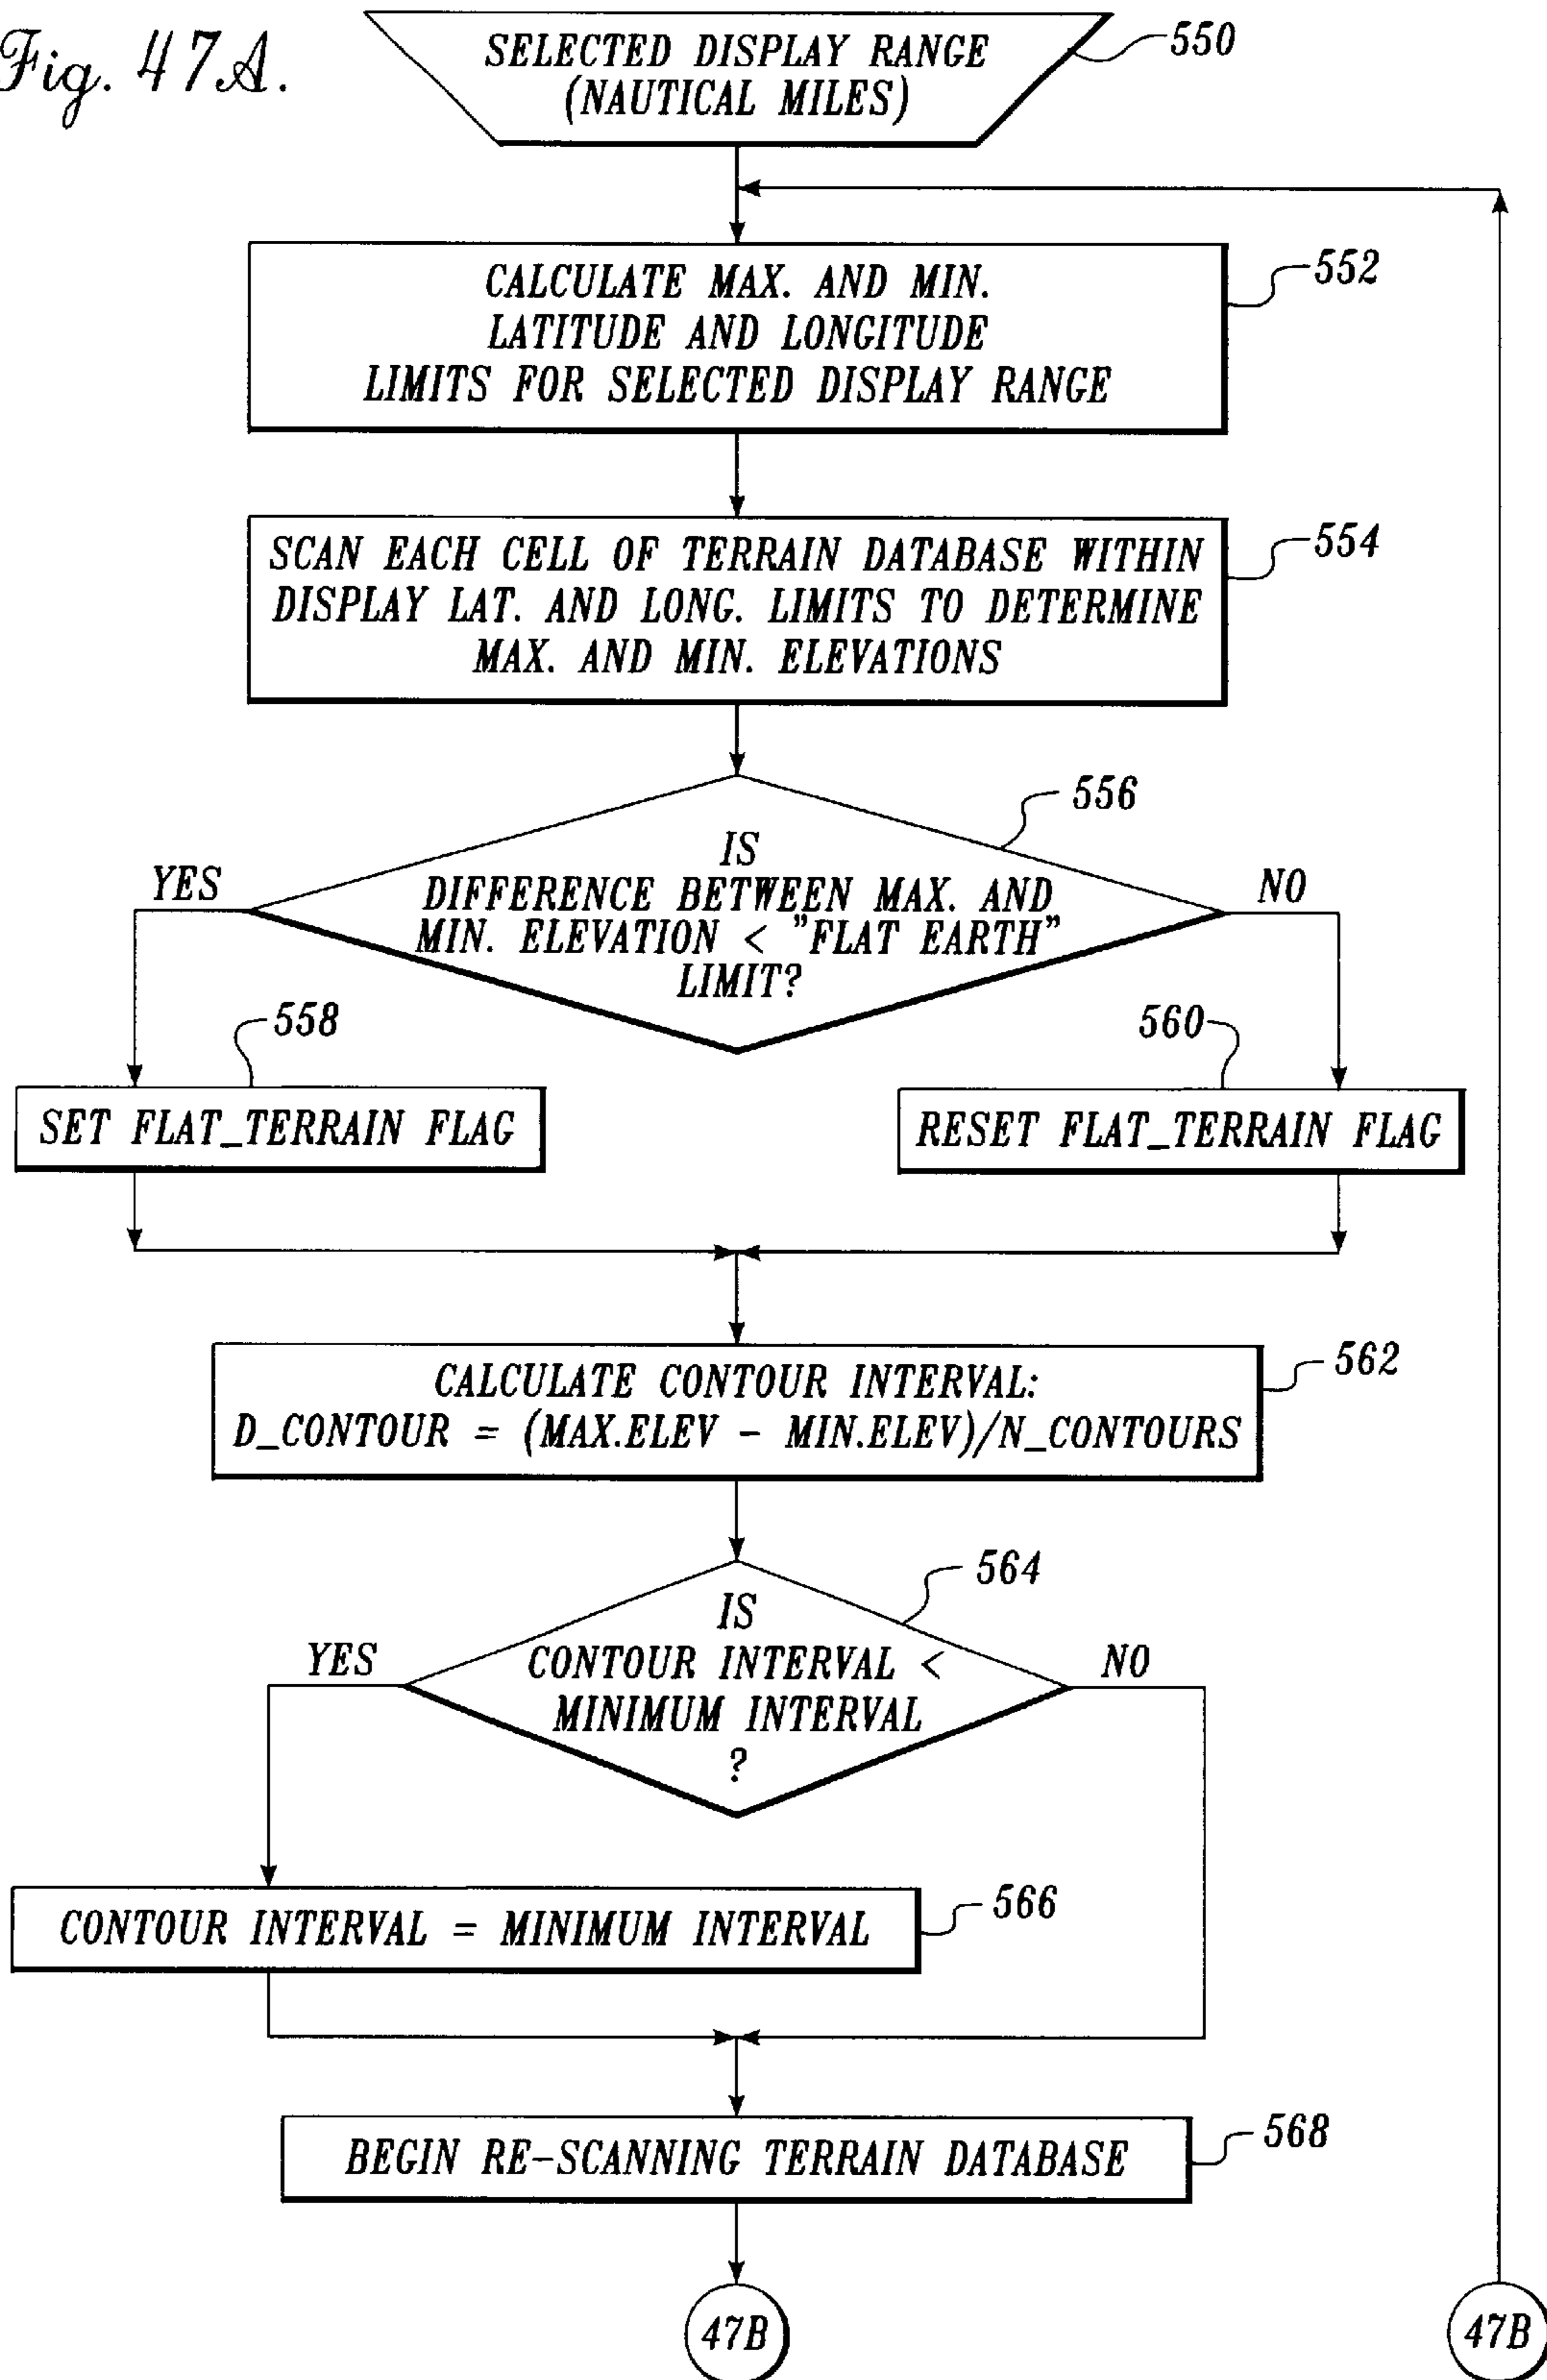 Fig. 47A.
SELECTED DISPLAY RANGE
(NAUTICAL MILES)
550
CALCULATE MAX. AND MIN.
LATITUDE AND LONGITUDE
LIMITS FOR SELECTED DISPLAY RANGE
552
SCAN EACH CELL OF TERRAIN DATABASE WITHIN
DISPLAY LAT. AND LONG. LIMITS TO DETERMINE
MAX. AND MIN. ELEVATIONS
554
556
IS
DIFFERENCE BETWEEN MAX. AND
MIN. ELEVATION < "FLAT EARTH"
LIMIT?
YES
NO
558
SET FLAT_TERRAIN FLAG
560
RESET FLAT_TERRAIN FLAG
CALCULATE CONTOUR INTERVAL:
D_CONTOUR = (MAX.ELEV - MIN.ELEV)/N_CONTOURS
562
564
IS
CONTOUR INTERVAL <
MINIMUM INTERVAL
?
YES
NO
CONTOUR INTERVAL = MINIMUM INTERVAL
566
BEGIN RE-SCANNING TERRAIN DATABASE
568
47B
47B